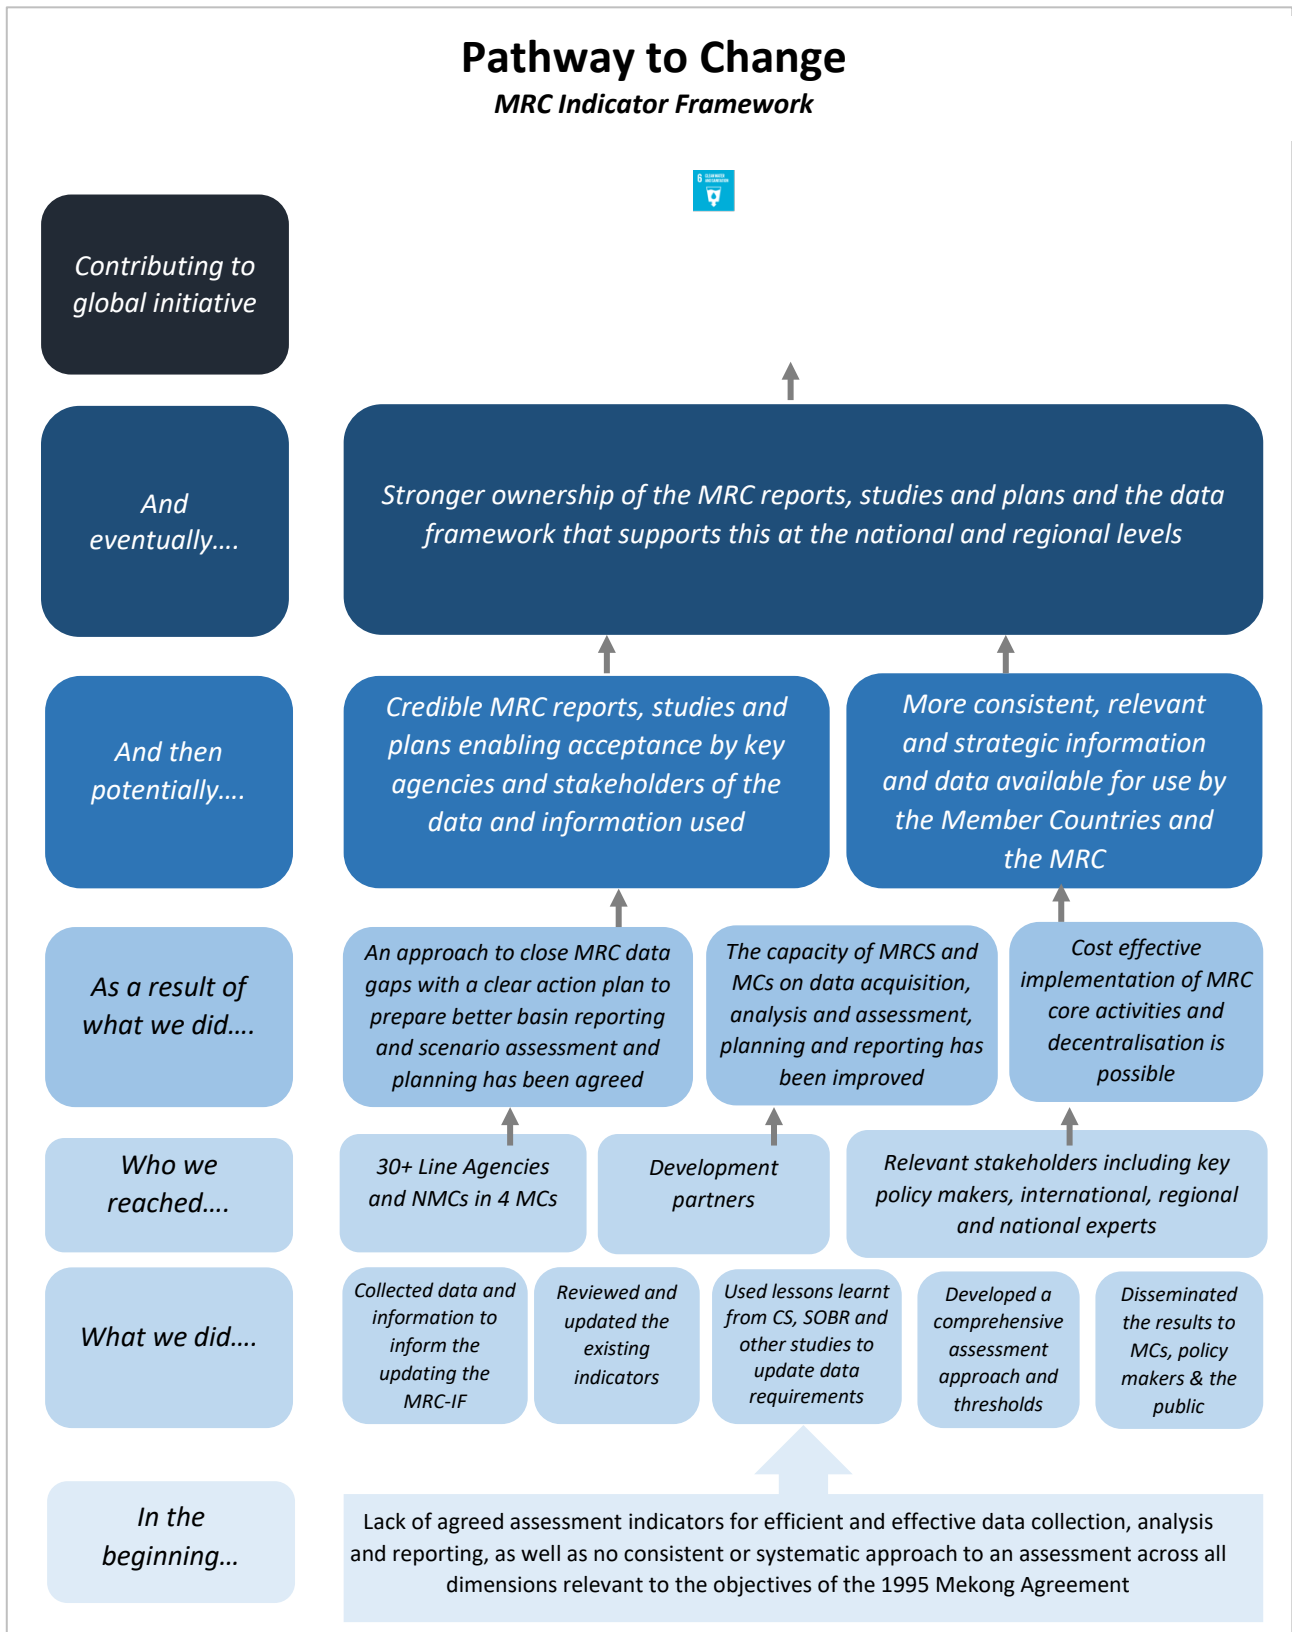 Pathway to Change
MRC Indicator Framework
6 CLEAN WATER
AND SANITATION
Contributing to
global initiative
And
eventually....
Stronger ownership of the MRC reports, studies and plans and the data
framework that supports this at the national and regional levels
And then
potentially....
Credible MRC reports, studies and
plans enabling acceptance by key
agencies and stakeholders of the
data and information used
More consistent, relevant
and strategic information
and data available for use by
the Member Countries and
the MRC
As a result of
what we did....
An approach to close MRC data
gaps with a clear action plan to
prepare better basin reporting
and scenario assessment and
planning has been agreed
The capacity of MRCS and
MCs on data acquisition,
analysis and assessment,
planning and reporting has
been improved
Cost effective
implementation of MRC
core activities and
decentralisation is
possible
Who we
reached....
30+ Line Agencies
and NMCs in 4 MCs
Development
partners
Relevant stakeholders including key
policy makers, international, regional
and national experts
What we did....
Collected data and
information to
inform the
updating the
MRC-IF
Reviewed and
updated the
existing
indicators
Used lessons learnt
from CS, SOBR and
other studies to
update data
requirements
Developed a
comprehensive
assessment
approach and
thresholds
Disseminated
the results to
MCs, policy
makers & the
public
In the
beginning...
Lack of agreed assessment indicators for efficient and effective data collection, analysis
and reporting, as well as no consistent or systematic approach to an assessment across all
dimensions relevant to the objectives of the 1995 Mekong Agreement